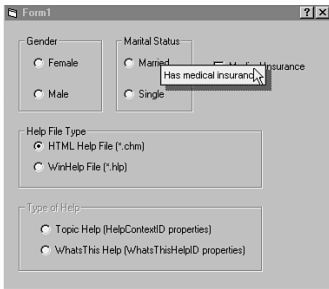 Form1
Gender
Female
Male
Marital Status
Married
Single
Insurance
Has medical insurance
Help File Type
HTML Help File (*.chm)
WinHelp File (*.hlp)
Type of Help
Topic Help (HelpContextID properties)
WhatsThis Help (WhatsThisHelpID properties)